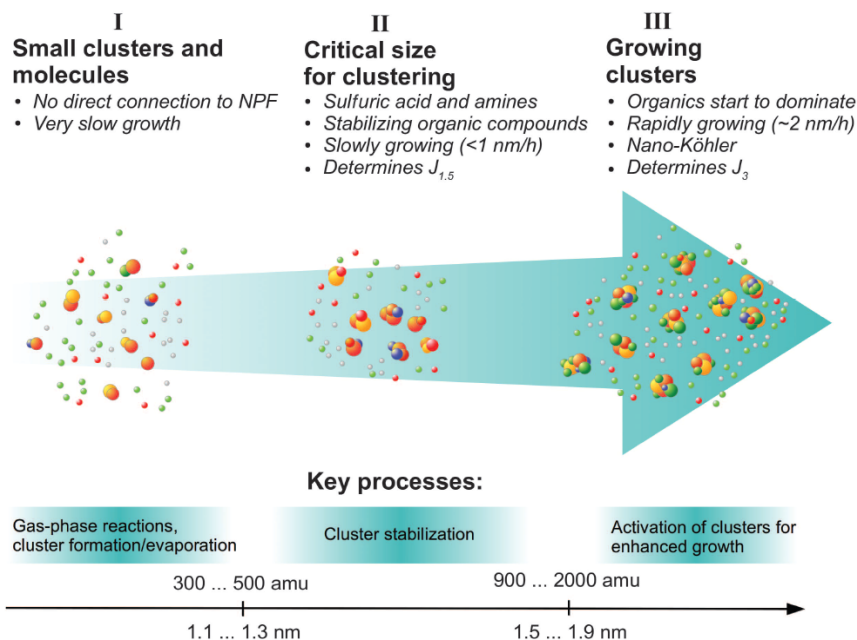 I
Small clusters and
molecules
• No direct connection to NPF
• Very slow growth
II
Critical size
for clustering
• Sulfuric acid and amines
• Stabilizing organic compounds
• Slowly growing (<1 nm/h)
• Determines J1.5
III
Growing
clusters
• Organics start to dominate
• Rapidly growing (~2 nm/h)
• Nano-Köhler
• Determines J3
Key processes:
Gas-phase reactions,
cluster formation/evaporation
Cluster stabilization
Activation of clusters for
enhanced growth
300 ... 500 amu
900 ... 2000 amu
1.1 ... 1.3 nm
1.5 ... 1.9 nm